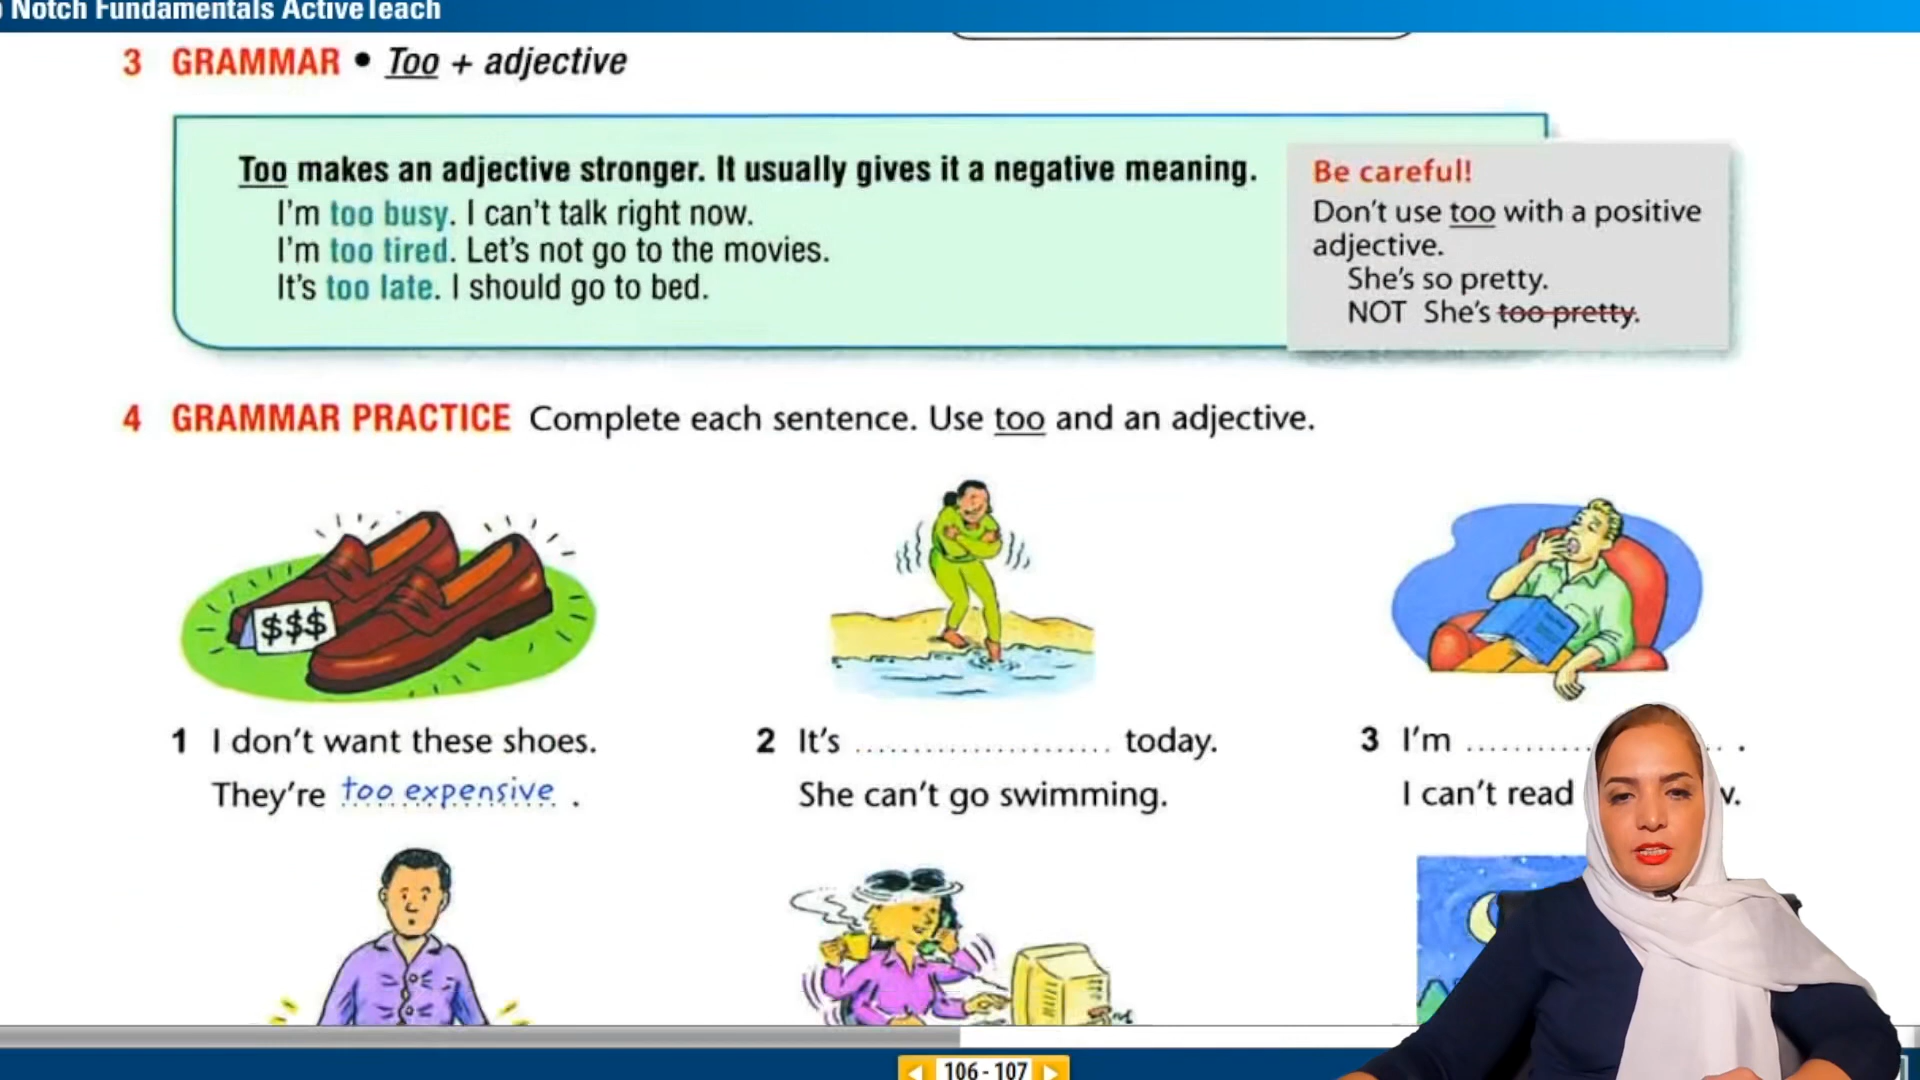 Notch Fundamentals ActiveTeach
3 GRAMMAR • Too + adjective
Too makes an adjective stronger. It usually gives it a negative meaning.
I'm too busy. I can't talk right now.
I'm too tired. Let's not go to the movies.
It's too late. I should go to bed.
Be careful!
Don't use too with a positive
adjective.
She's so pretty.
NOT She's too pretty.
4 GRAMMAR PRACTICE Complete each sentence. Use too and an adjective.
$$$
1 I don't want these shoes.
They're too expensive .
2 It's ........................ today.
She can't go swimming.
3 I'm ............ .
I can't read
106 - 107